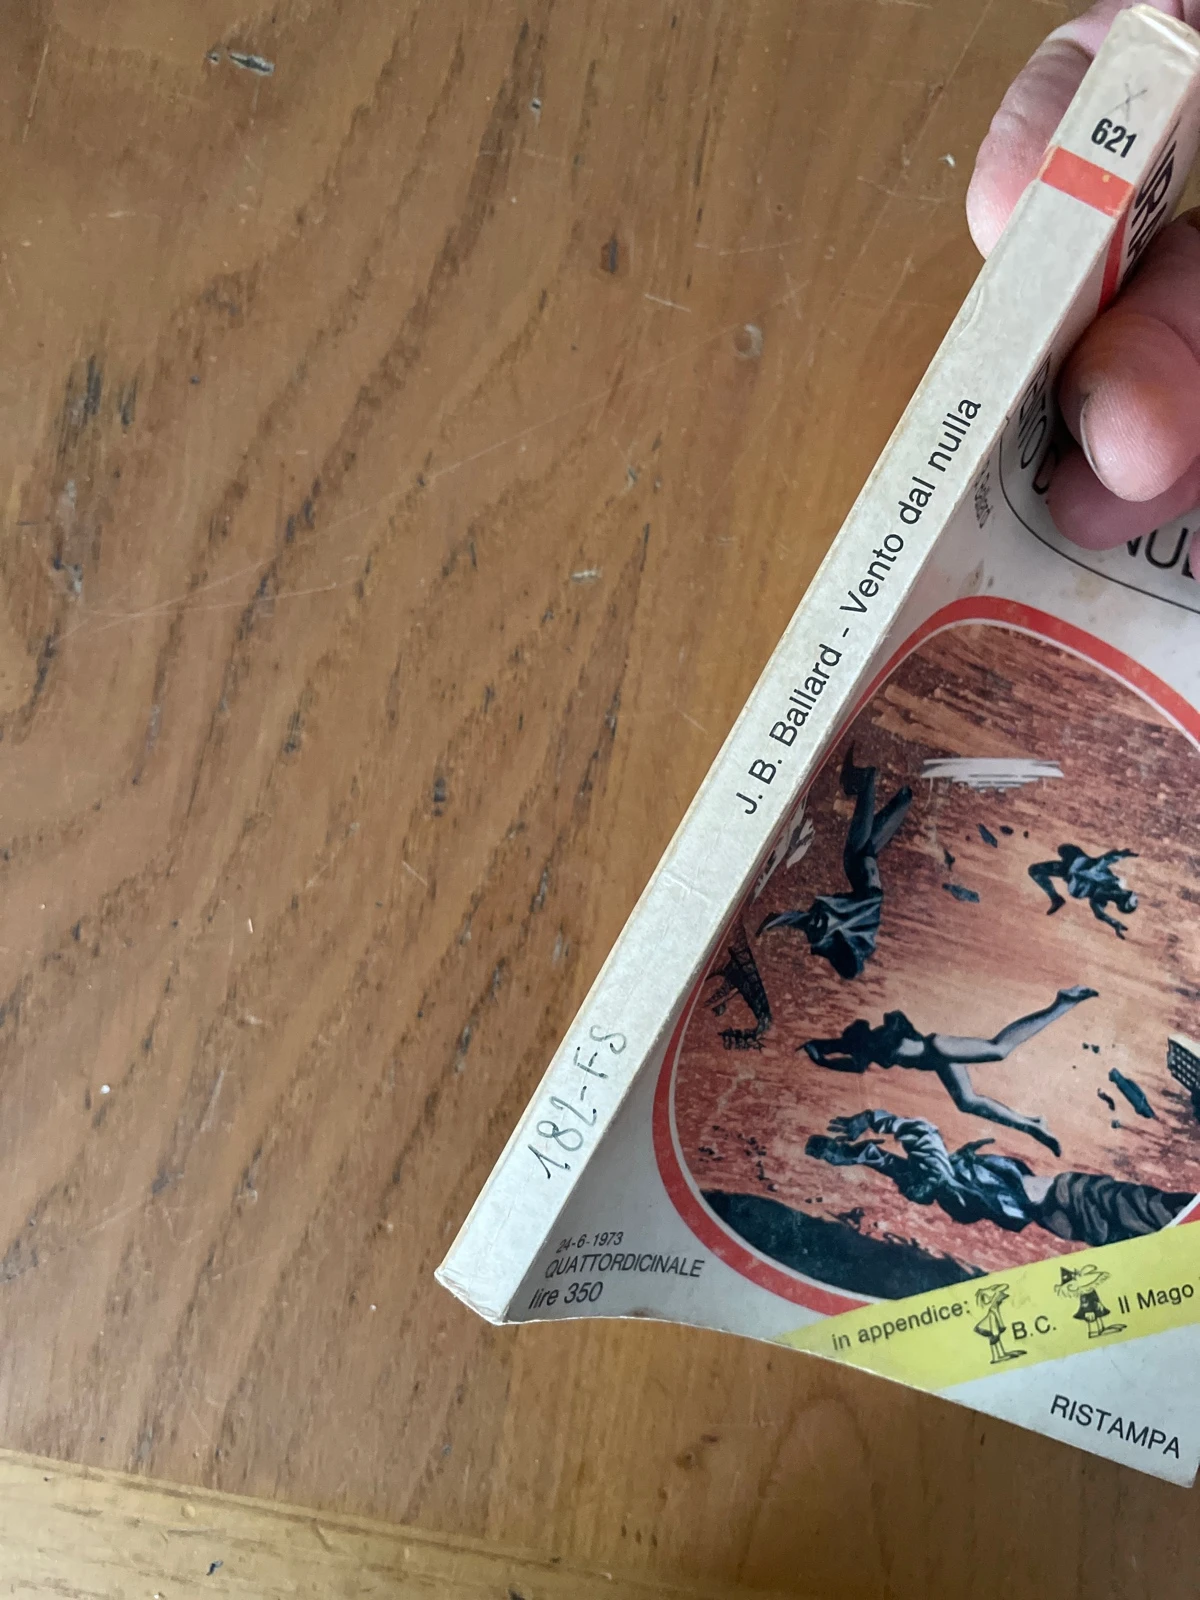 621
J. B. Ballard - Vento dal nulla
182-FS
24-6-1973
QUATTORDICINALE
lire 350
in appendice: B.C. Il Mago
RISTAMPA